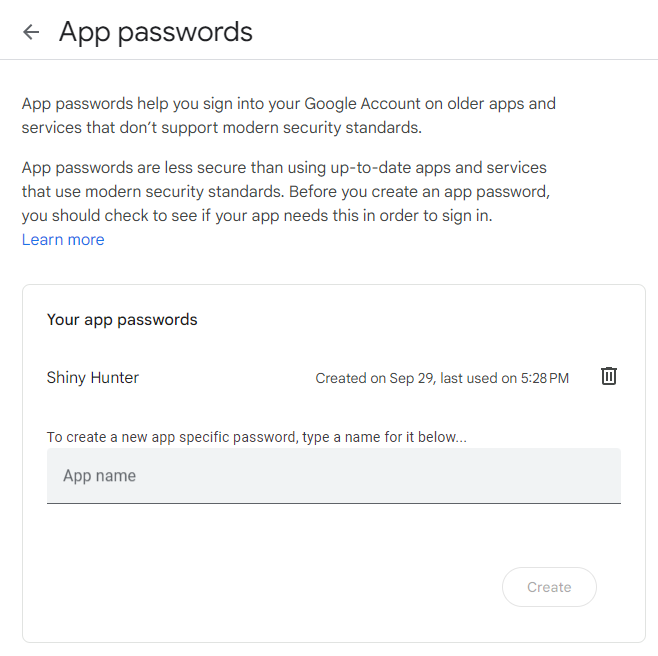 App passwords
App passwords help you sign into your Google Account on older apps and
services that don’t support modern security standards.
App passwords are less secure than using up-to-date apps and services
that use modern security standards. Before you create an app password,
you should check to see if your app needs this in order to sign in.
Learn more
Your app passwords
Shiny Hunter Created on Sep 29, last used on 5:28 PM
To create a new app specific password, type a name for it below...
App name
Create